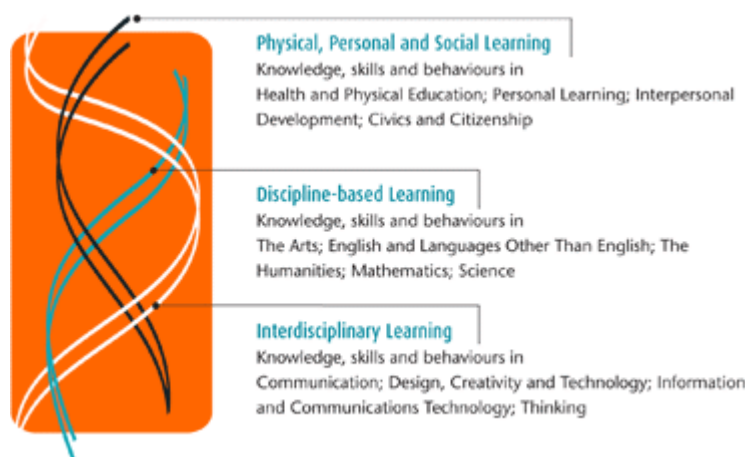 Physical, Personal and Social Learning
Knowledge, skills and behaviours in
Health and Physical Education; Personal Learning; Interpersonal
Development; Civics and Citizenship
Discipline-based Learning
Knowledge, skills and behaviours in
The Arts; English and Languages Other Than English; The
Humanities; Mathematics; Science
Interdisciplinary Learning
Knowledge, skills and behaviours in
Communication; Design, Creativity and Technology; Information
and Communications Technology; Thinking